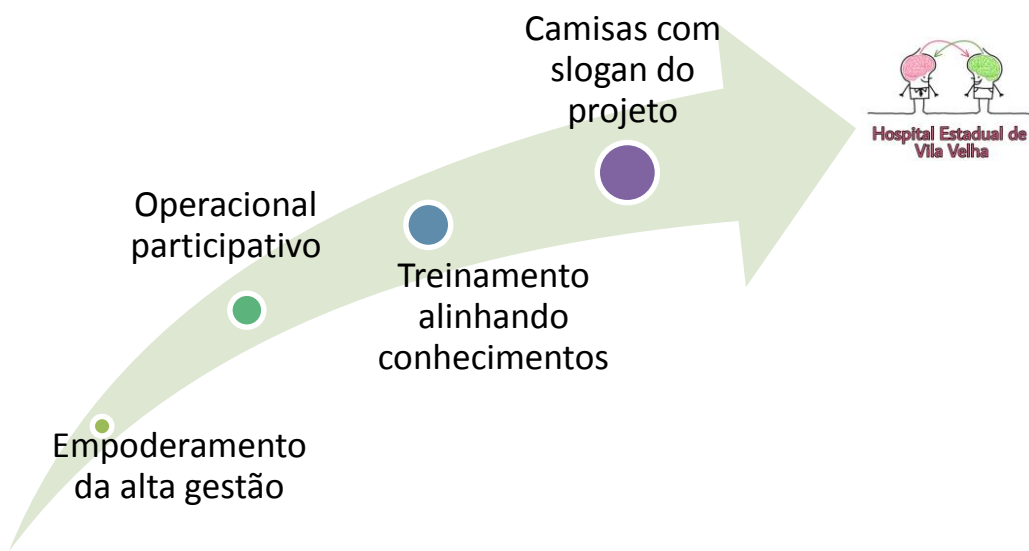 Camisas com
slogan do
projeto
Hospital Estadual de
Vila Velha
Operacional
participativo
Treinamento
alinhando
conhecimentos
Empoderamento
da alta gestão